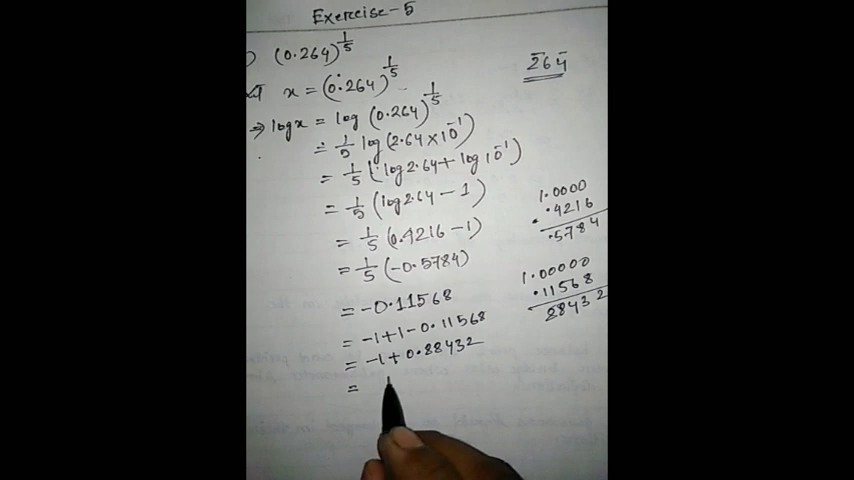 Exercise-5
) (0.264)^1/5
x = (0.264)^1/5
2̄64̄
⇒ log x = log (0.264)^1/5
= 1/5 log(2.64×10^-1)
= 1/5 (log 2.64 + log 10^-1)
= 1/5 (log 2.64 - 1)
= 1/5 (0.4216 - 1)
= 1/5 (-0.5784)
= -0.11568
= -1+1-0.11568
= -1+0.88432
=
1.0000
.4216
.5784
1.00000
.11568
88432